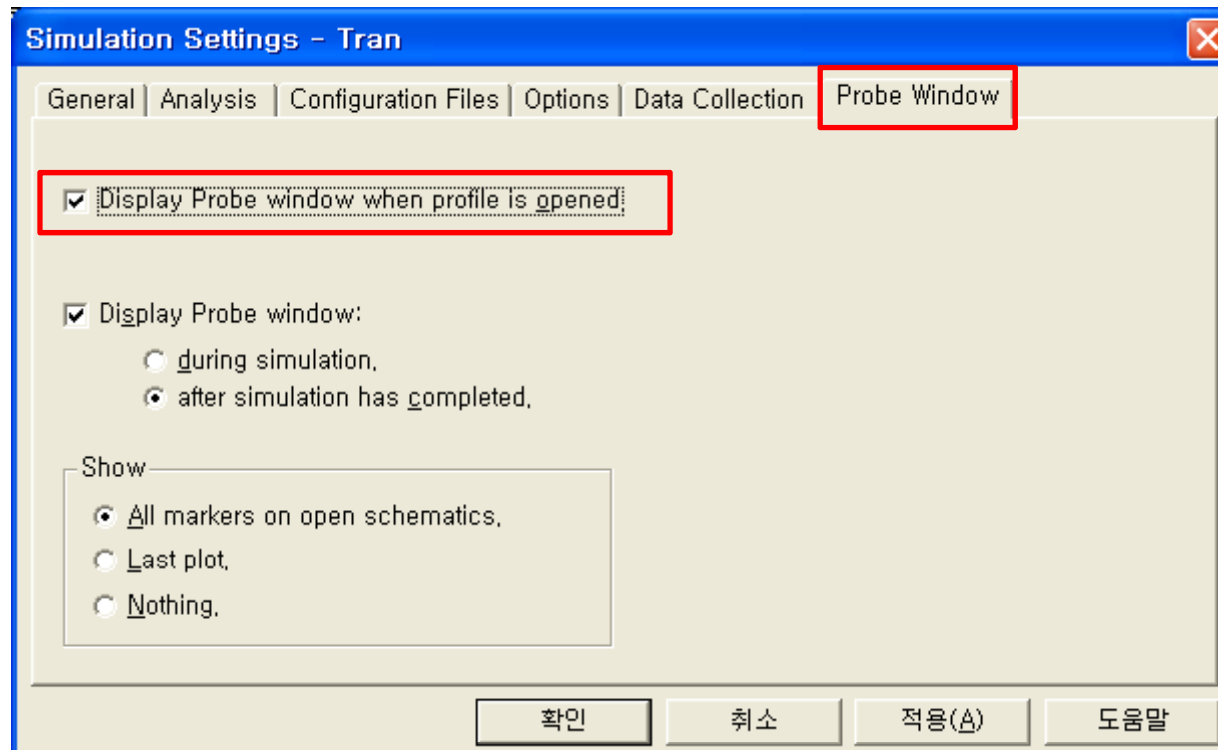 Simulation Settings - Tran
General Analysis Configuration Files Options Data Collection Probe Window
Display Probe window when profile is opened.
Display Probe window:
during simulation.
after simulation has completed.
Show
All markers on open schematics.
Last plot.
Nothing.
확인 취소 적용(A) 도움말